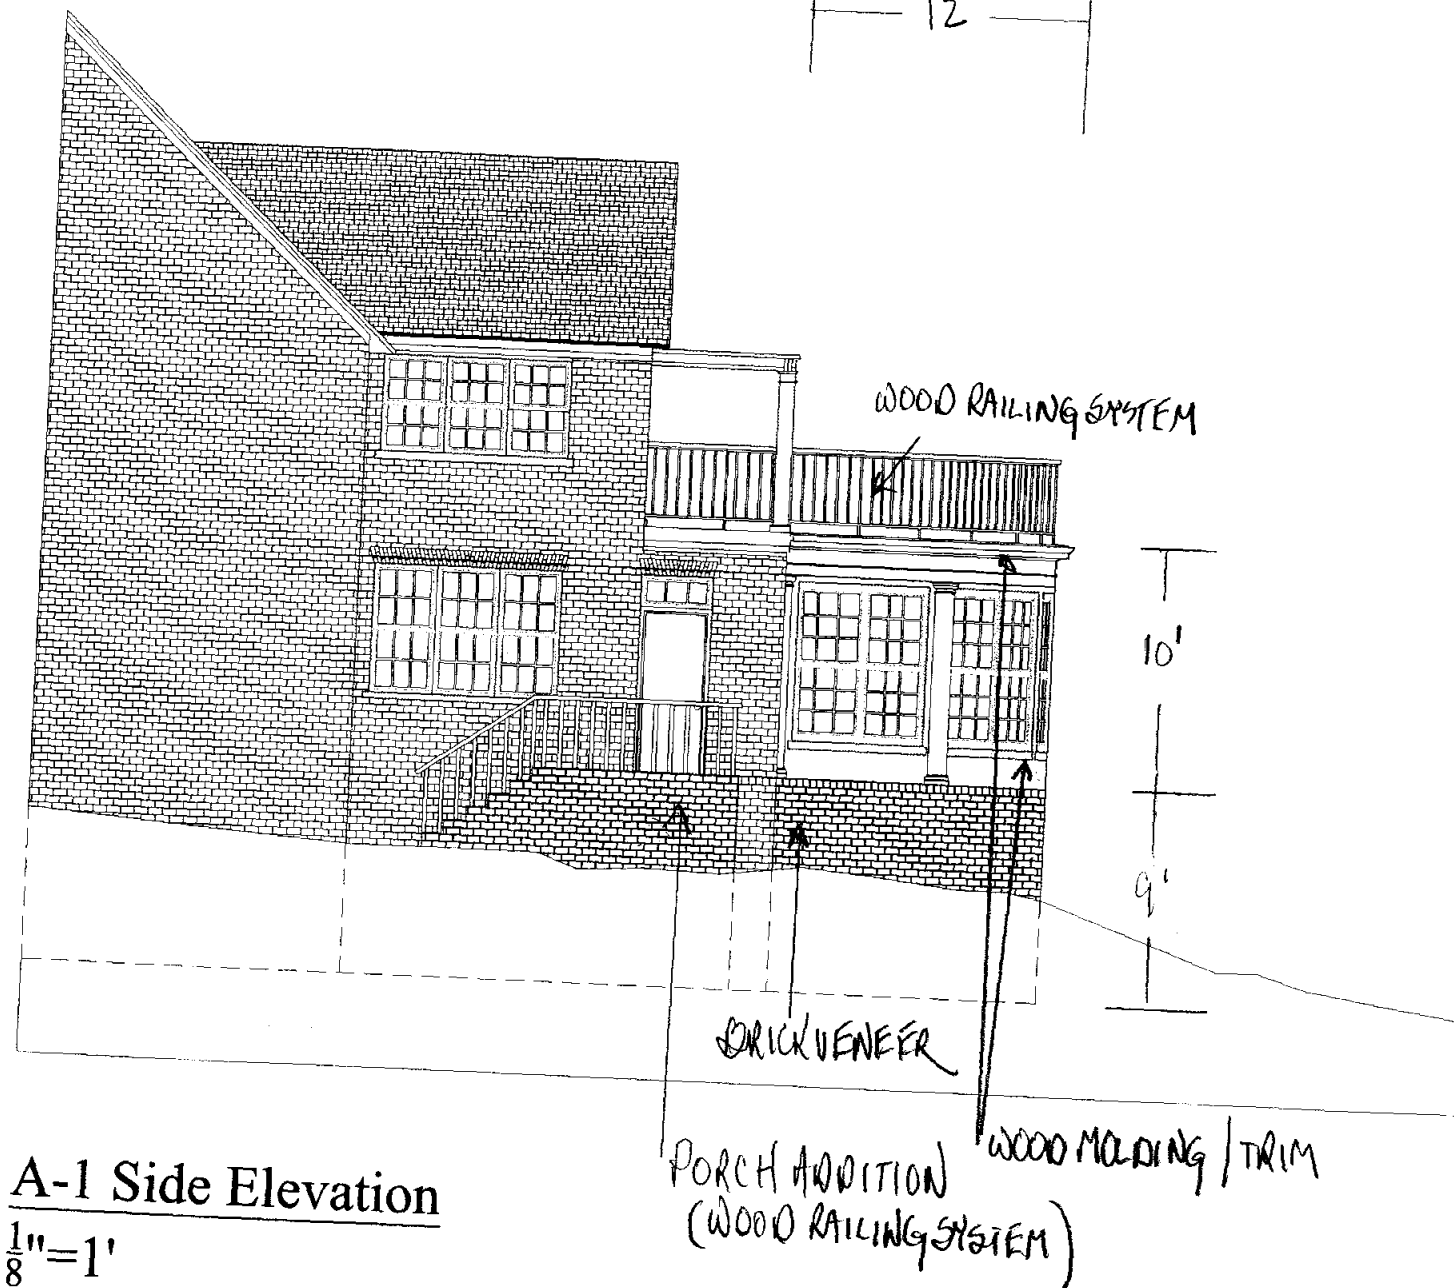 12
WOOD RAILING SYSTEM
10'
9'
BRICK VENEER
WOOD MOLDING / TRIM
PORCH ADDITION
(WOOD RAILING SYSTEM)
A-1 Side Elevation
1/8"=1'